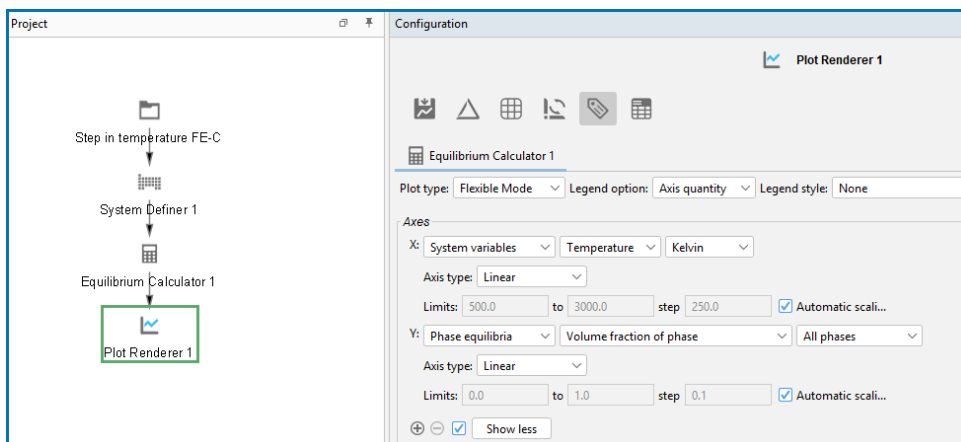 Project
Step in temperature FE-C
System Definer 1
Equilibrium Calculator 1
Plot Renderer 1
Configuration
Plot Renderer 1
Equilibrium Calculator 1
Plot type: Flexible Mode Legend option: Axis quantity Legend style: None
Axes
X: System variables Temperature Kelvin
Axis type: Linear
Limits: 500.0 to 3000.0 step 250.0 Automatic scali...
Y: Phase equilibria Volume fraction of phase All phases
Axis type: Linear
Limits: 0.0 to 1.0 step 0.1 Automatic scali...
Show less